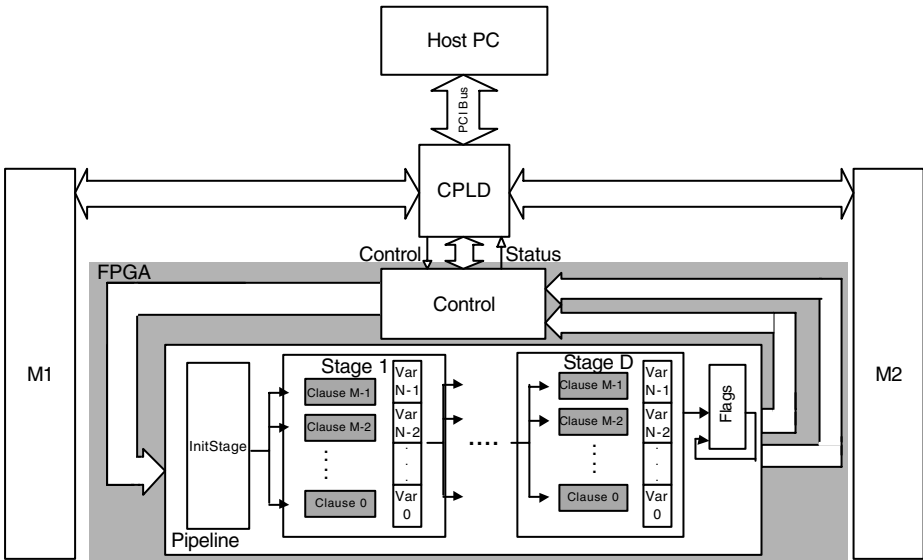 Host PC
PCI Bus
CPLD
Control
Status
FPGA
Control
M1
M2
Stage 1
Stage D
InitStage
Clause M-1
Clause M-2
Clause 0
Var
N-1
Var
N-2
Var
0
....
Clause M-1
Clause M-2
Clause 0
Var
N-1
Var
N-2
Var
0
Flags
Pipeline